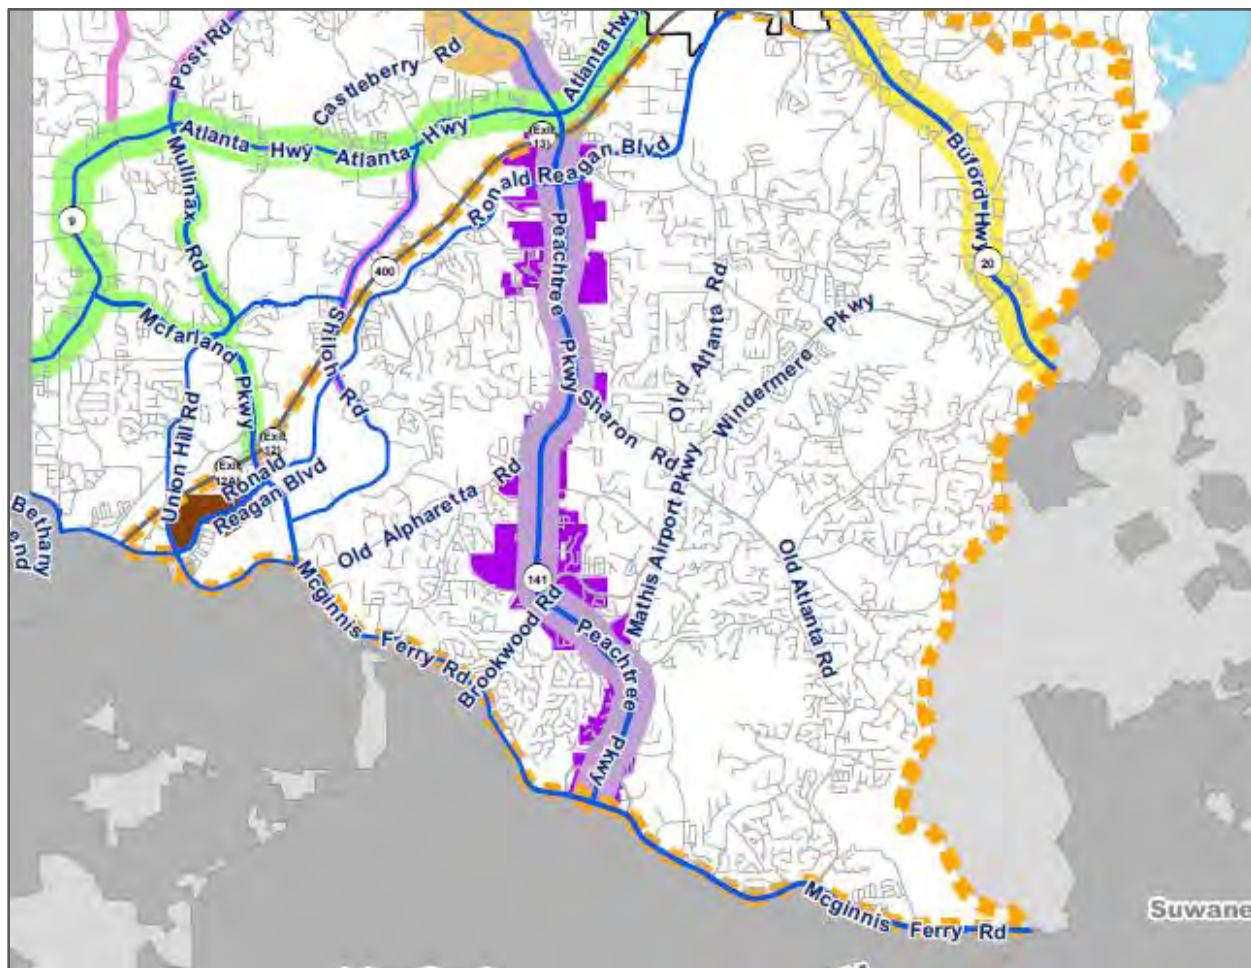 Post Rd
Castleberry Rd
Atlanta Hwy
Atlanta Hwy
Atlanta Hwy
(Exit
13)
Ronald Reagan Blvd
Mullinax Rd
Buford Hwy
9
400
20
Peachtree Pkwy
Mcfarland Pkwy
Shiloh Rd
Old Atlanta Rd
Windermere Pkwy
Sharon Rd
Union Hill Rd
(Exit
12)
(Exit
Ronald
Reagan Blvd
Bethany
end
Old Alpharetta Rd
Mathis Airport Pkwy
Old Atlanta Rd
141
Mcginnis Ferry Rd
Brookwood Rd
Peachtree Pkwy
Mcginnis Ferry Rd
Suwane